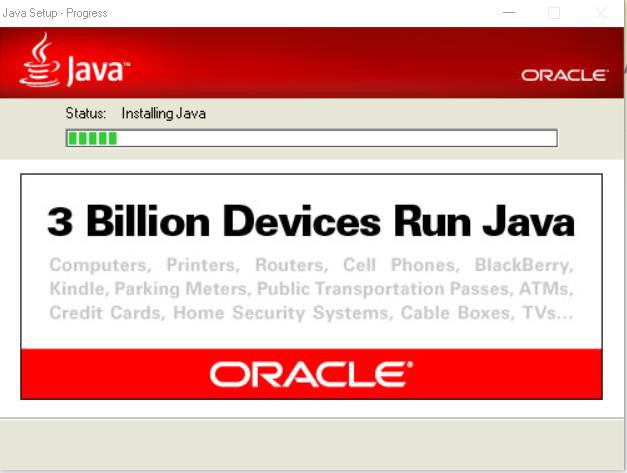 Java Setup - Progress
Java™
ORACLE®
Status: Installing Java
3 Billion Devices Run Java
Computers, Printers, Routers, Cell Phones, BlackBerry,
Kindle, Parking Meters, Public Transportation Passes, ATMs,
Credit Cards, Home Security Systems, Cable Boxes, TVs...
ORACLE®